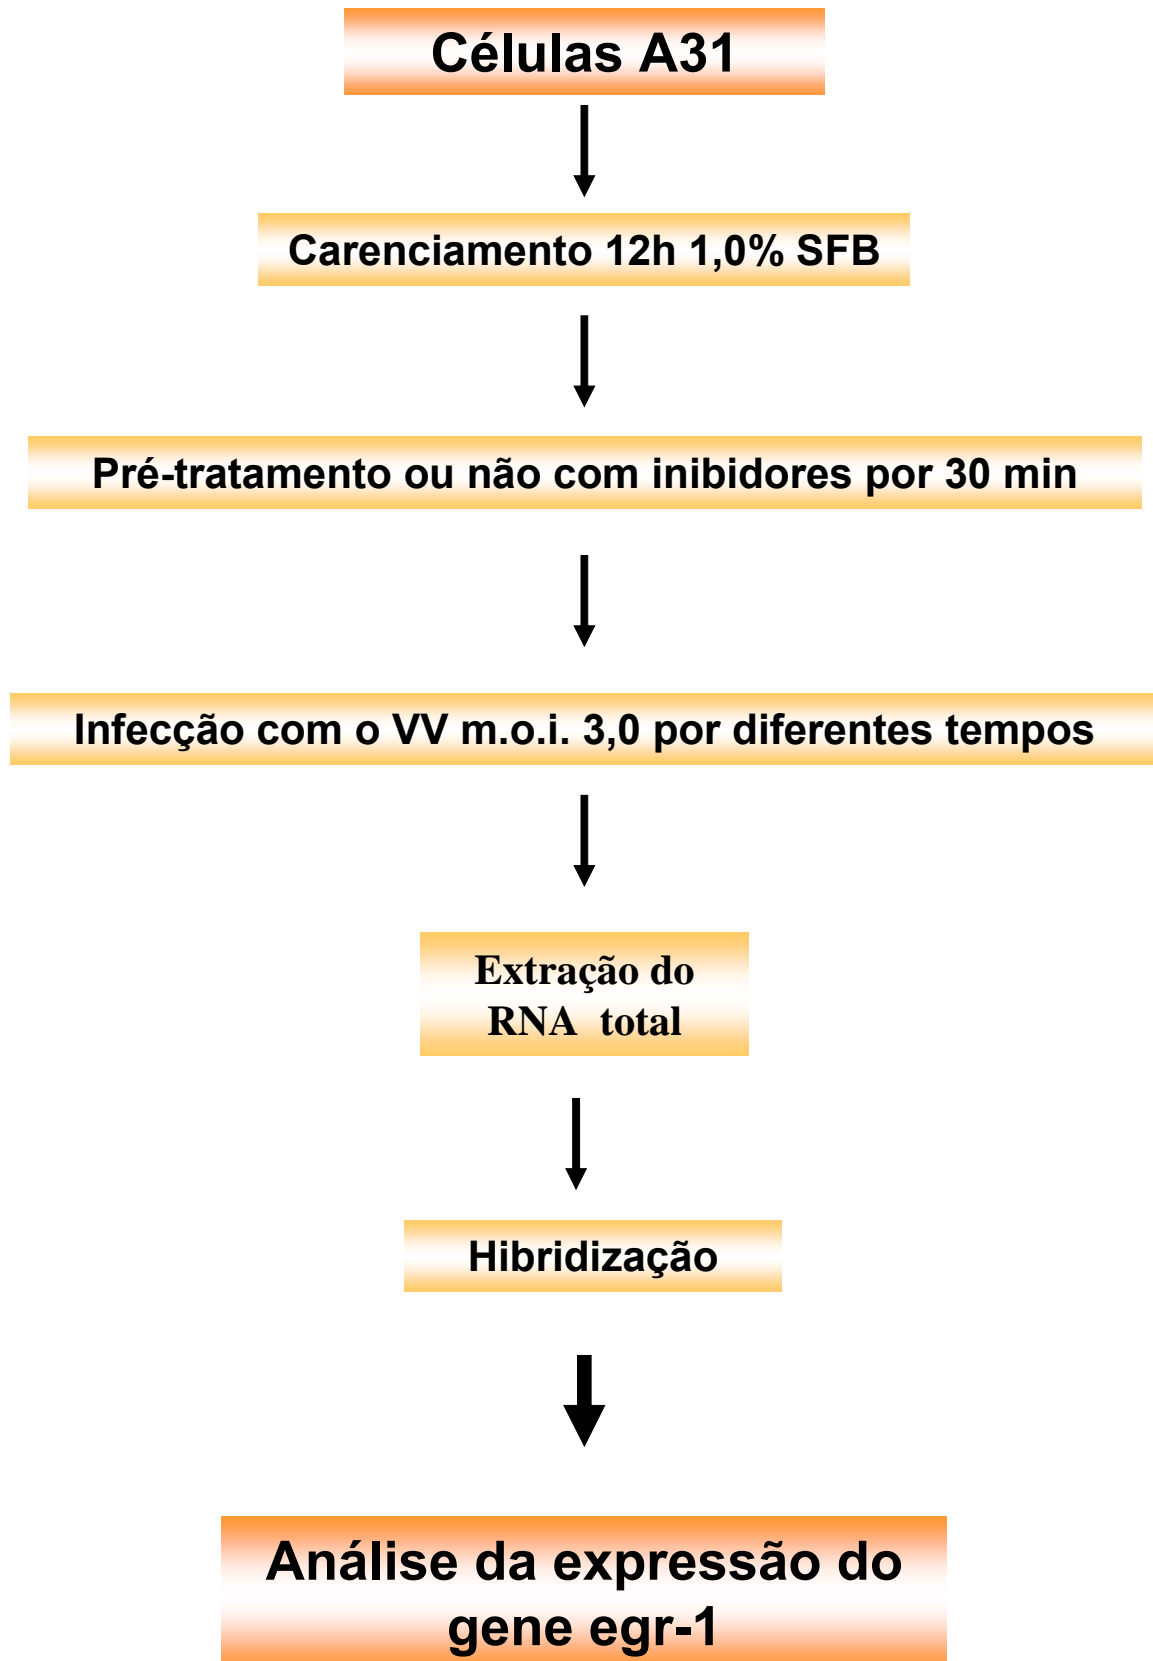 Células A31
Carenciamento 12h 1,0% SFB
Pré-tratamento ou não com inibidores por 30 min
Infecção com o VV m.o.i. 3,0 por diferentes tempos
Extração do
RNA total
Hibridização
Análise da expressão do
gene egr-1